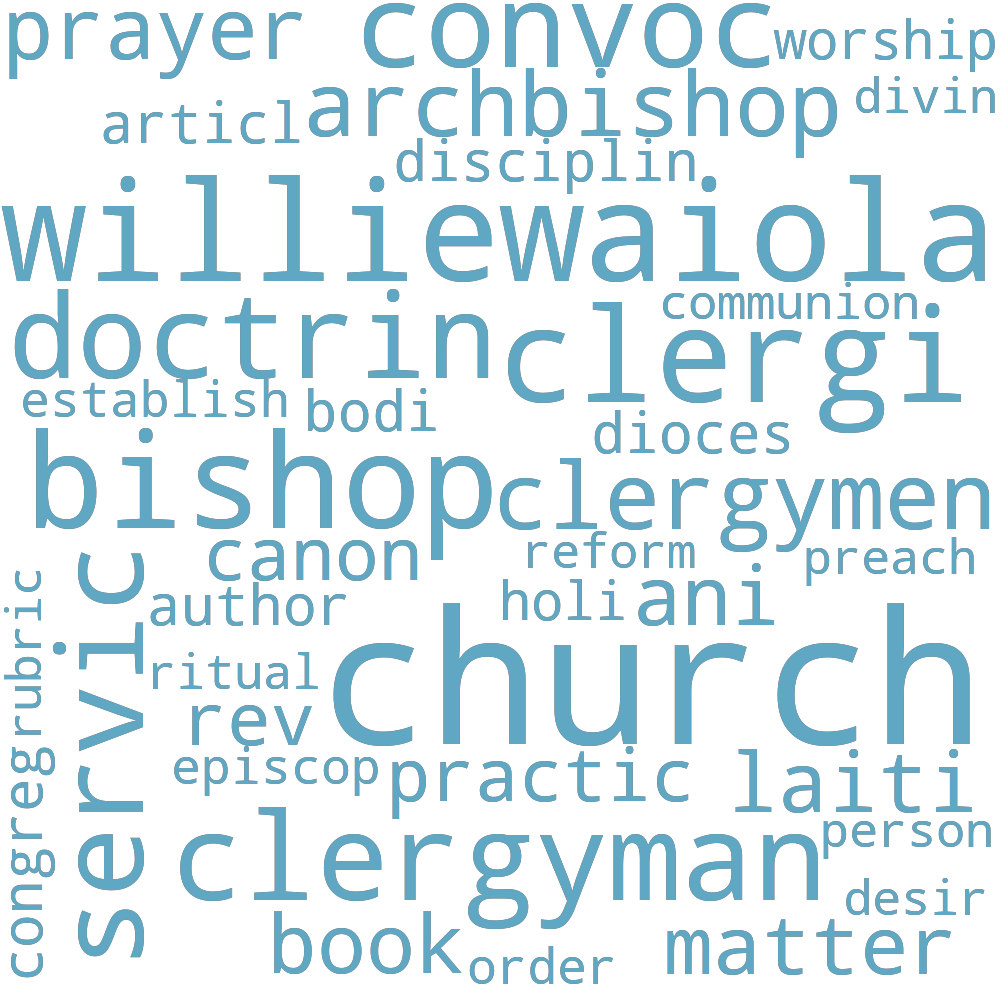 prayer convoc worship
articl archbishop divin
disciplin
williewaiola
communion
doctrin clergi
establish bodi
dioces
bishop clergymen
canon reform preach
author holi ani
servic
congreg rubric
ritual church
rev
episcop practic laiti
person
clergyman
desir
book order matter